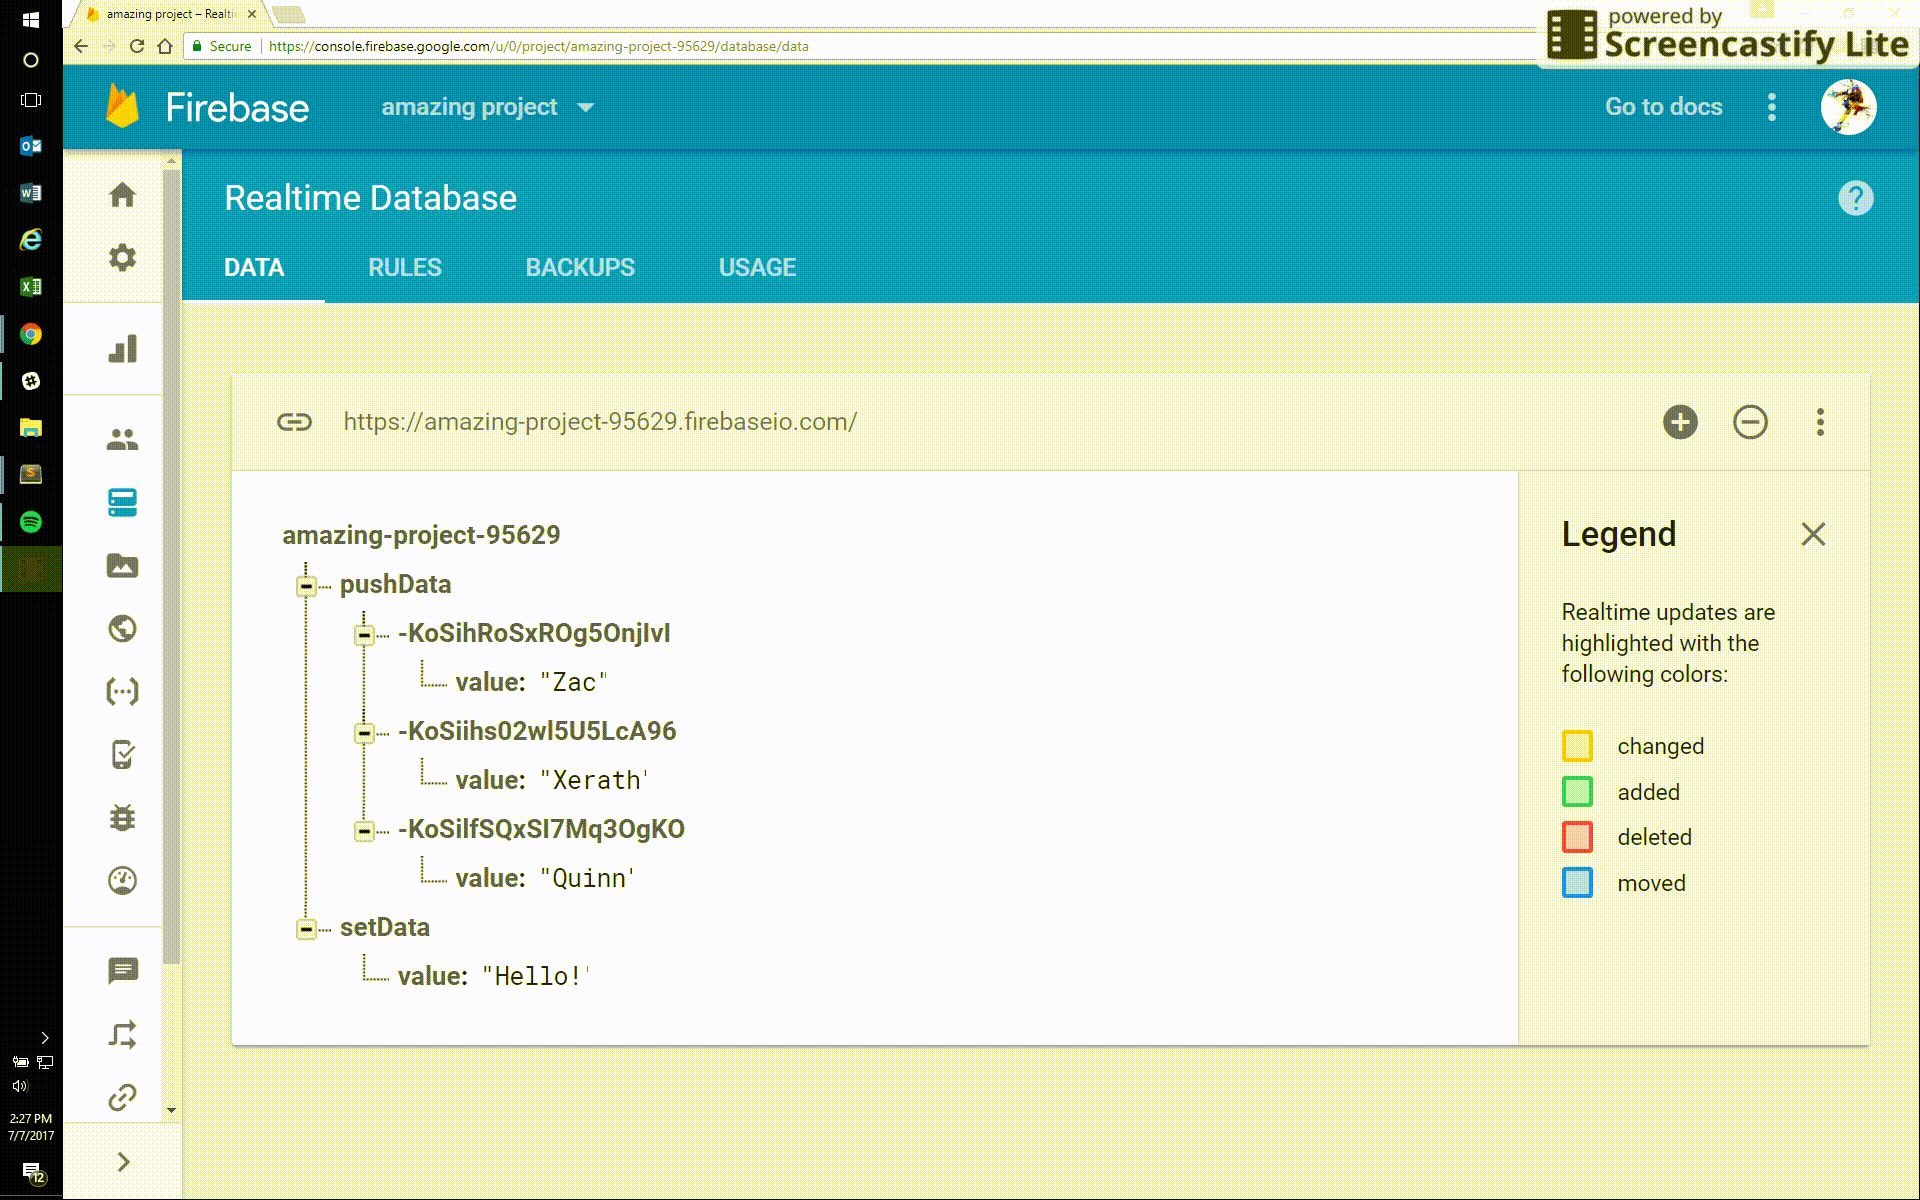 amazing project – Realti
powered by
Screencastify Lite
Secure
https://console.firebase.google.com/u/0/project/amazing-project-95629/database/data
Firebase
amazing project
Go to docs
Realtime Database
?
DATA
RULES
BACKUPS
USAGE
https://amazing-project-95629.firebaseio.com/
amazing-project-95629
pushData
-KoSihRoSxROg5OnjIvI
value: "Zac"
-KoSiihs02wl5U5LcA96
value: "Xerath'
-KoSilfSQxSI7Mq3OgKO
value: "Quinn'
setData
value: "Hello!'
Legend
Realtime updates are
highlighted with the
following colors:
changed
added
deleted
moved
2:27 PM
7/7/2017
12